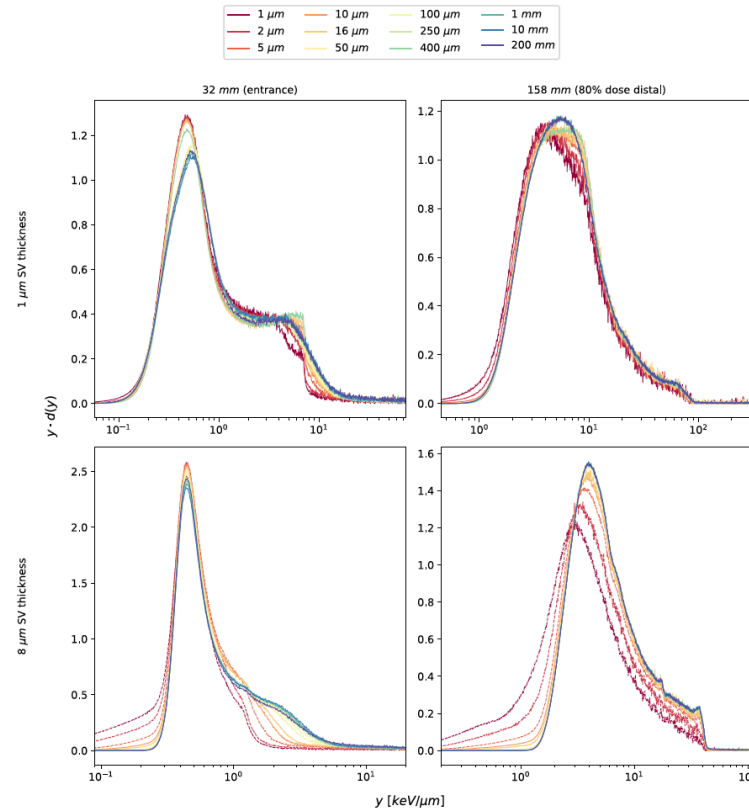 1 μm 10 μm 100 μm 1 mm
2 μm 16 μm 250 μm 10 mm
5 μm 50 μm 400 μm 200 mm
32 mm (entrance) 158 mm (80% dose distal)
1 μm SV thickness
8 μm SV thickness
y · d(y)
1.2
1.0
0.8
0.6
0.4
0.2
0.0
10⁻¹ 10⁰ 10¹
1.2
1.0
0.8
0.6
0.4
0.2
0.0
10⁰ 10¹ 10²
2.5
2.0
1.5
1.0
0.5
0.0
10⁻¹ 10⁰ 10¹
1.6
1.4
1.2
1.0
0.8
0.6
0.4
0.2
0.0
10⁰ 10¹ 10²
y [keV/μm]